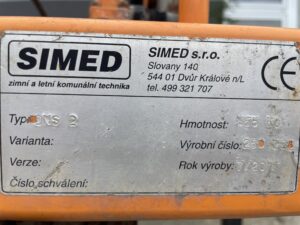 SIMED
zimní a letní komunální technika
SIMED s.r.o.
Slovany 140
544 01 Dvůr Králové n/L
tel. 499 321 707
CE
Typ: 
Hmotnost:
Varianta:
Výrobní číslo:
Verze:
Rok výroby:
Číslo schválení: